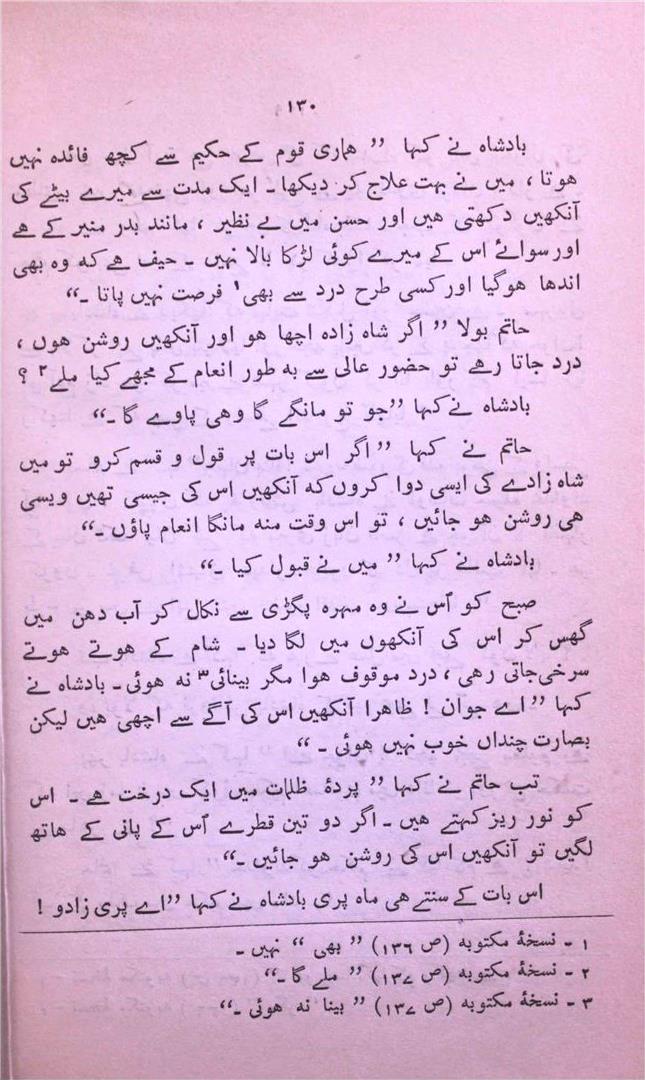 ۱۳۰
بادشاہ نے کہا ”ہماری قوم کے حکیم سے کچھ فائدہ نہیں
ہوتا ، میں نے بہت علاج کر دیکھا ۔ ایک مدت سے میرے بیٹے کی
آنکھیں دکھتی ہیں اور حسن میں بے نظیر ، مانند بدر منیر کے ہے
اور سوائے اس کے میرے کوئی لڑکا بالا نہیں ۔ حیف ہے کہ وہ بھی
اندھا ہوگیا اور کسی طرح درد سے بھی۱ فرصت نہیں پاتا ۔“
حاتم بولا ”اگر شاہ زادہ اچھا ہو اور آنکھیں روشن ہوں ،
درد جاتا رہے تو حضور عالی سے بہ طور انعام کے مجھے کیا ملے۲ ؟
بادشاہ نے کہا ”جو تو مانگے گا وہی پاوے گا ۔“
حاتم نے کہا ”اگر اس بات پر قول و قسم کرو تو میں
شاہ زادے کی ایسی دوا کروں کہ آنکھیں اس کی جیسی تھیں ویسی
ہی روشن ہو جائیں ، تو اس وقت منہ مانگا انعام پاؤں ۔“
بادشاہ نے کہا ”میں نے قبول کیا ۔“
صبح کو اُس نے وہ مہرہ پگڑی سے نکال کر آب دھن میں
گھس کر اس کی آنکھوں میں لگا دیا ۔ شام کے ہوتے ہوتے
سرخی جاتی رہی ، درد موقوف ہوا مگر بینائی۳ نہ ہوئی ۔ بادشاہ نے
کہا ”اے جوان ! ظاہرا آنکھیں اس کی آگے سے اچھی ہیں لیکن
بصارت چنداں خوب نہیں ہوئی ۔“
تب حاتم نے کہا ”پردۂ ظلمات میں ایک درخت ہے ۔ اس
کو نور ریز کہتے ہیں ۔ اگر دو تین قطرے اُس کے پانی کے ہاتھ
لگیں تو آنکھیں اس کی روشن ہو جائیں ۔“
اس بات کے سنتے ہی ماہ پری بادشاہ نے کہا ”اے پری زادو !
۱ ۔ نسخۂ مکتوبہ (ص ۱۳۶) ”بھی“ نہیں ۔
۲ ۔ نسخۂ مکتوبہ (ص ۱۳۷) ”ملے گا ۔“
۳ ۔ نسخۂ مکتوبہ (ص ۱۳۷) ”بینا نہ ہوئی ۔“